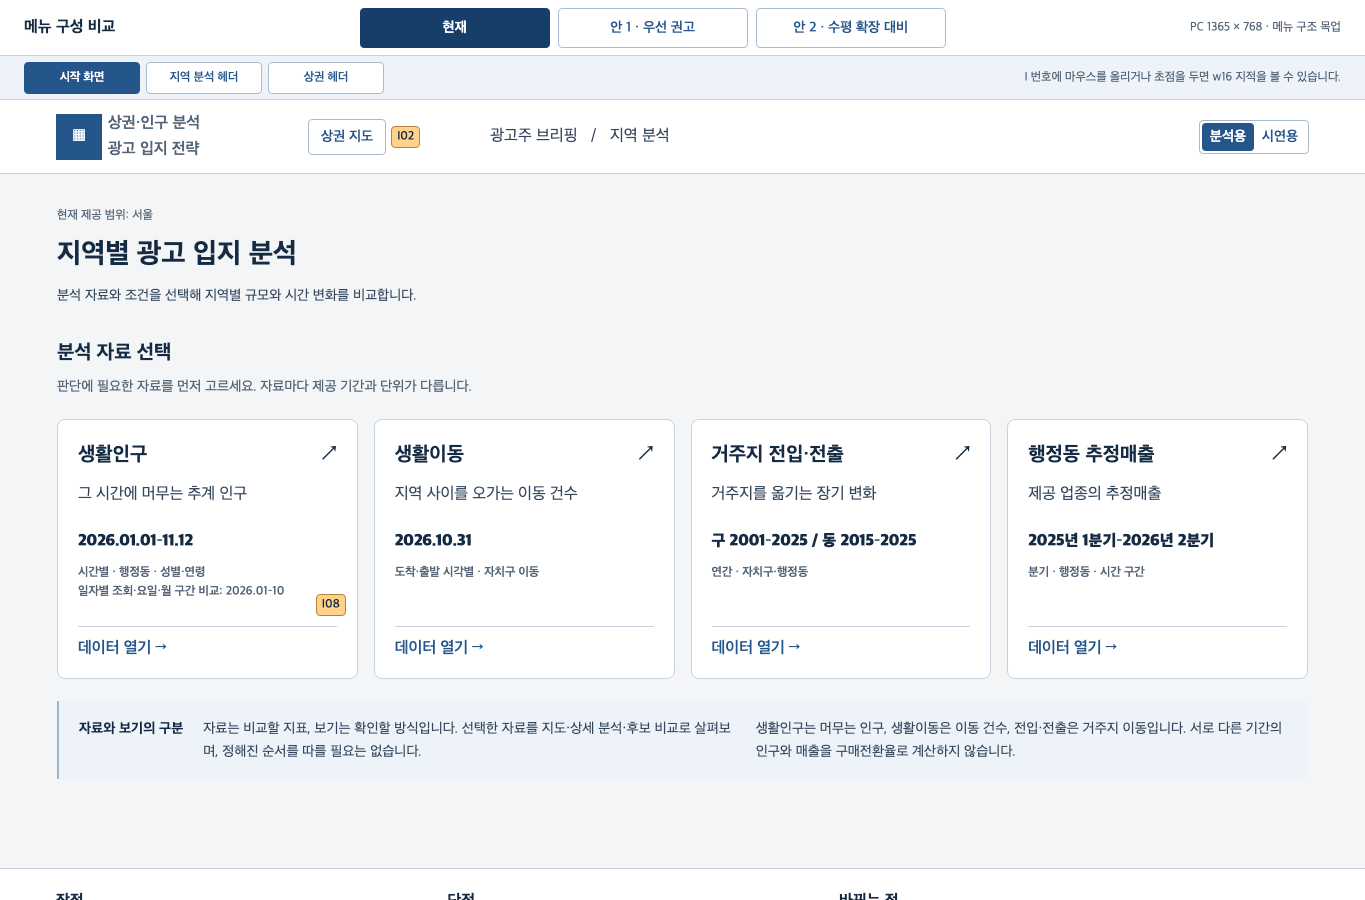 메뉴 구성 비교
현재
안 1 · 우선 권고
안 2 · 수평 확장 대비
PC 1365 × 768 · 메뉴 구조 목업
시작 화면
지역 분석 헤더
상권 헤더
I 번호에 마우스를 올리거나 초점을 두면 w16 지적을 볼 수 있습니다.
상권·인구 분석
광고 입지 전략
상권 지도
I02
광고주 브리핑 / 지역 분석
분석용
시연용
현재 제공 범위: 서울
지역별 광고 입지 분석
분석 자료와 조건을 선택해 지역별 규모와 시간 변화를 비교합니다.
분석 자료 선택
판단에 필요한 자료를 먼저 고르세요. 자료마다 제공 기간과 단위가 다릅니다.
생활인구 ↗
그 시간에 머무는 추계 인구
2026.01.01-11.12
시간별 · 행정동 · 성별·연령
일자별 조회·요일·월 구간 비교: 2026.01-10
I08
데이터 열기 →
생활이동 ↗
지역 사이를 오가는 이동 건수
2026.10.31
도착·출발 시각별 · 자치구 이동
데이터 열기 →
거주지 전입·전출 ↗
거주지를 옮기는 장기 변화
구 2001-2025 / 동 2015-2025
연간 · 자치구·행정동
데이터 열기 →
행정동 추정매출 ↗
제공 업종의 추정매출
2025년 1분기-2026년 2분기
분기 · 행정동 · 시간 구간
데이터 열기 →
자료와 보기의 구분
자료는 비교할 지표, 보기는 확인할 방식입니다. 선택한 자료를 지도·상세 분석·후보 비교로 살펴보
며, 정해진 순서를 따를 필요는 없습니다.
생활인구는 머무는 인구, 생활이동은 이동 건수, 전입·전출은 거주지 이동입니다. 서로 다른 기간의
인구와 매출을 구매전환율로 계산하지 않습니다.